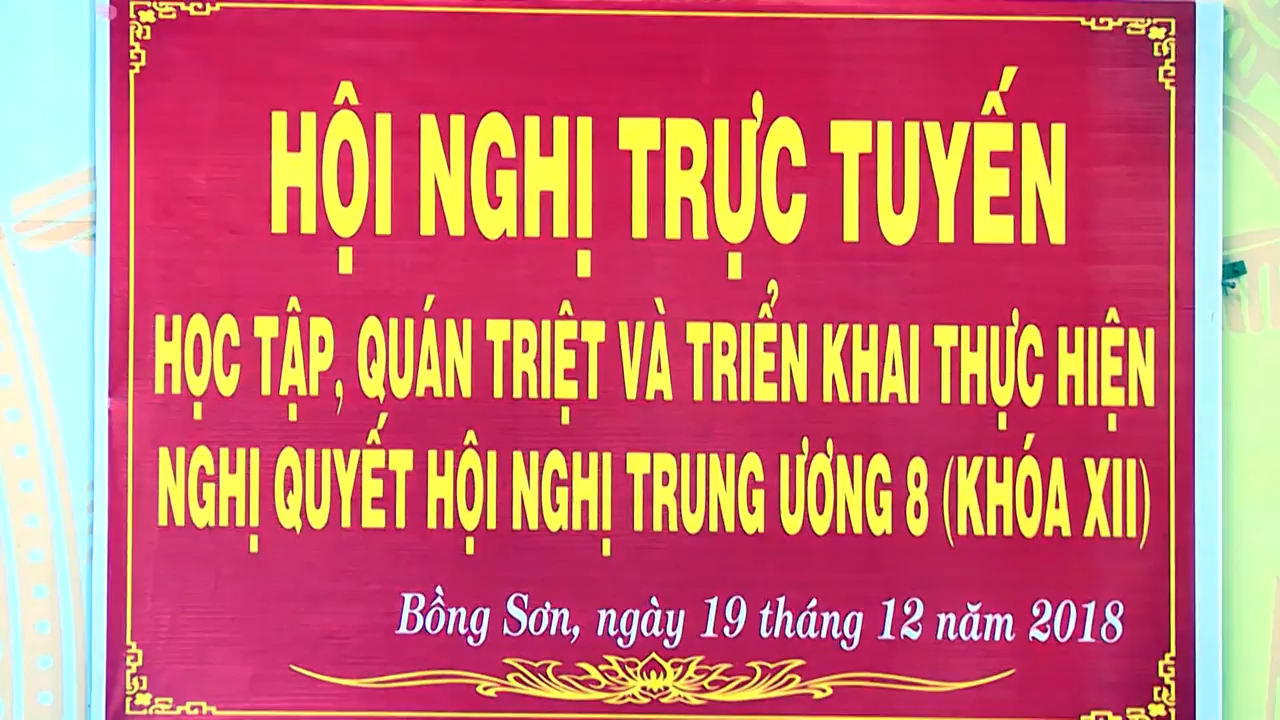 HỘI NGHỊ TRỰC TUYẾN
HỌC TẬP, QUÁN TRIỆT VÀ TRIỂN KHAI THỰC HIỆN
NGHỊ QUYẾT HỘI NGHỊ TRUNG ƯƠNG 8 (KHÓA XII)
Bồng Sơn, ngày 19 tháng 12 năm 2018